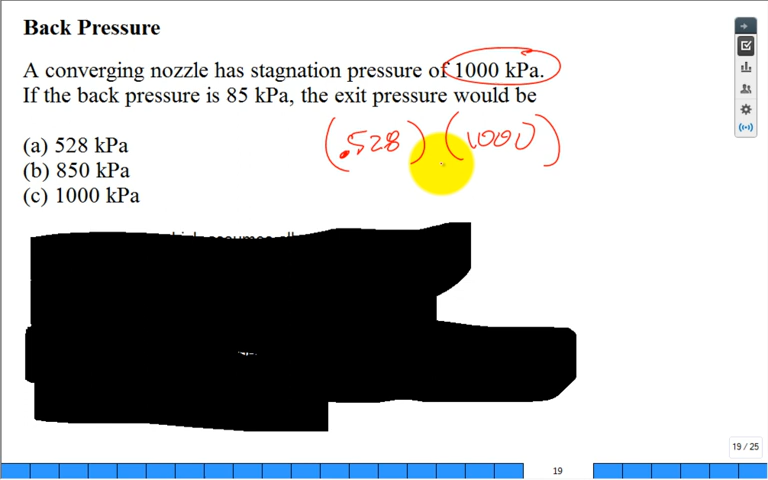 Back Pressure
A converging nozzle has stagnation pressure of 1000 kPa.
If the back pressure is 85 kPa, the exit pressure would be
(.528) (1000)
(a) 528 kPa
(b) 850 kPa
(c) 1000 kPa
19 / 25
19